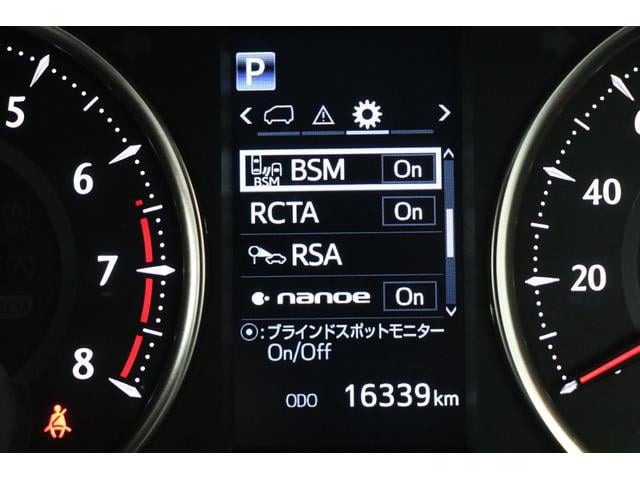 P
BSM BSM On
RCTA On
RSA
nanoe On
⦿:ブラインドスポットモニター
On/Off
ODO 16339km
5
6
7
8
40
20